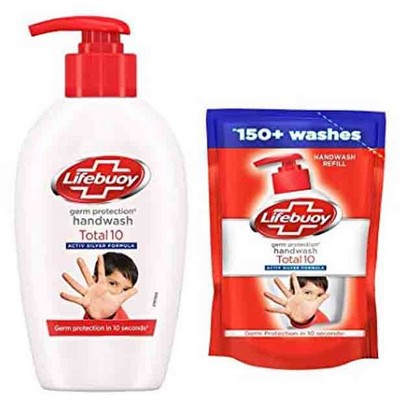 Lifebuoy
germ protection
handwash
Total 10
ACTIV SILVER FORMULA
Germ protection in 10 seconds*
*150+ washes
HANDWASH
REFILL
Lifebuoy
germ protection
handwash
Total 10
ACTIV SILVER FORMULA
Germ Protection in 10 seconds*